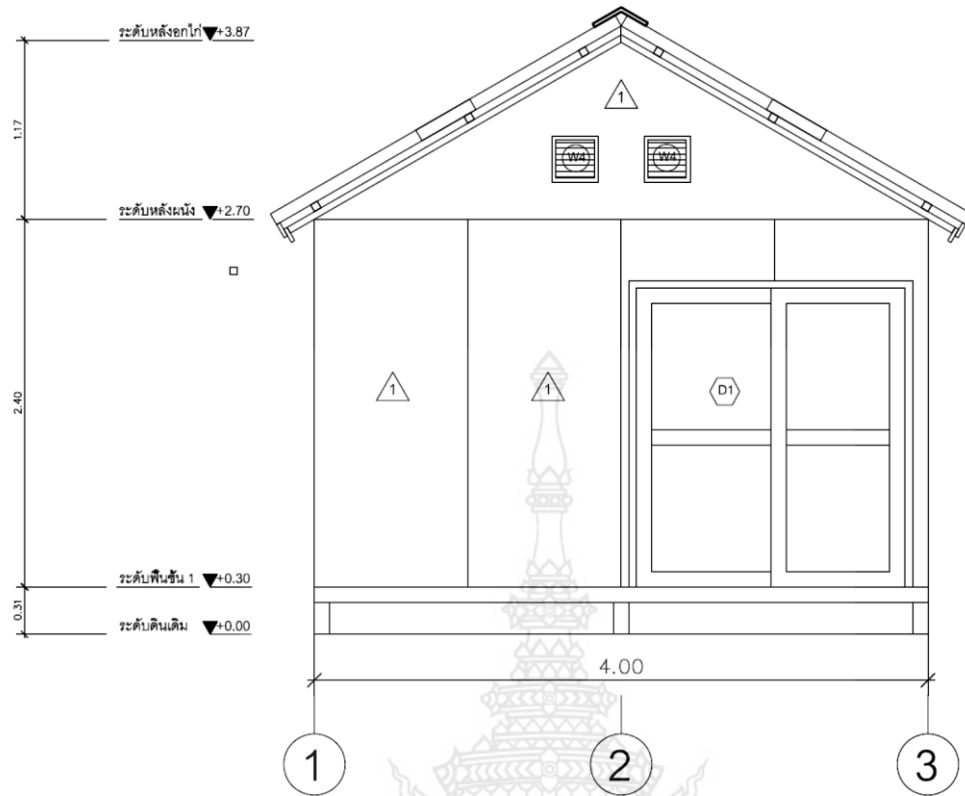 ระดับหลังอกไก่ +3.87
1
1.17
W4 W4
ระดับหลังผนัง +2.70
2.40
1 1 D1
ระดับพื้นชั้น 1 +0.30
0.31
ระดับดินเดิม +0.00
4.00
1 2 3